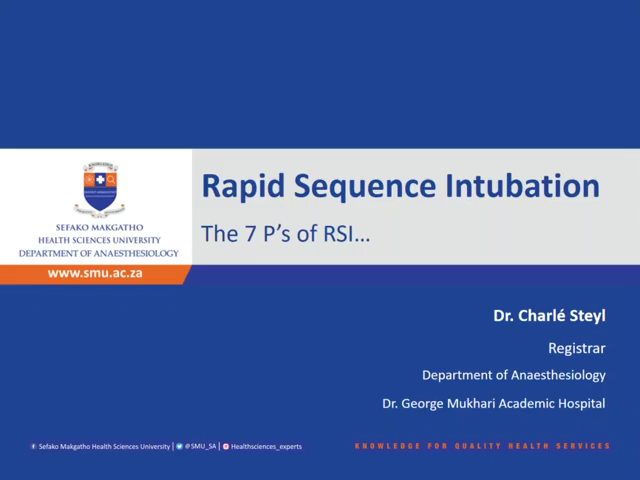 Rapid Sequence Intubation
The 7 P's of RSI...
SEFAKO MAKGATHO
HEALTH SCIENCES UNIVERSITY
DEPARTMENT OF ANAESTHESIOLOGY
www.smu.ac.za
Dr. Charlé Steyl
Registrar
Department of Anaesthesiology
Dr. George Mukhari Academic Hospital
Sefako Makgatho Health Sciences University | @SMU_SA | Healthsciences_experts
KNOWLEDGE FOR QUALITY HEALTH SERVICES